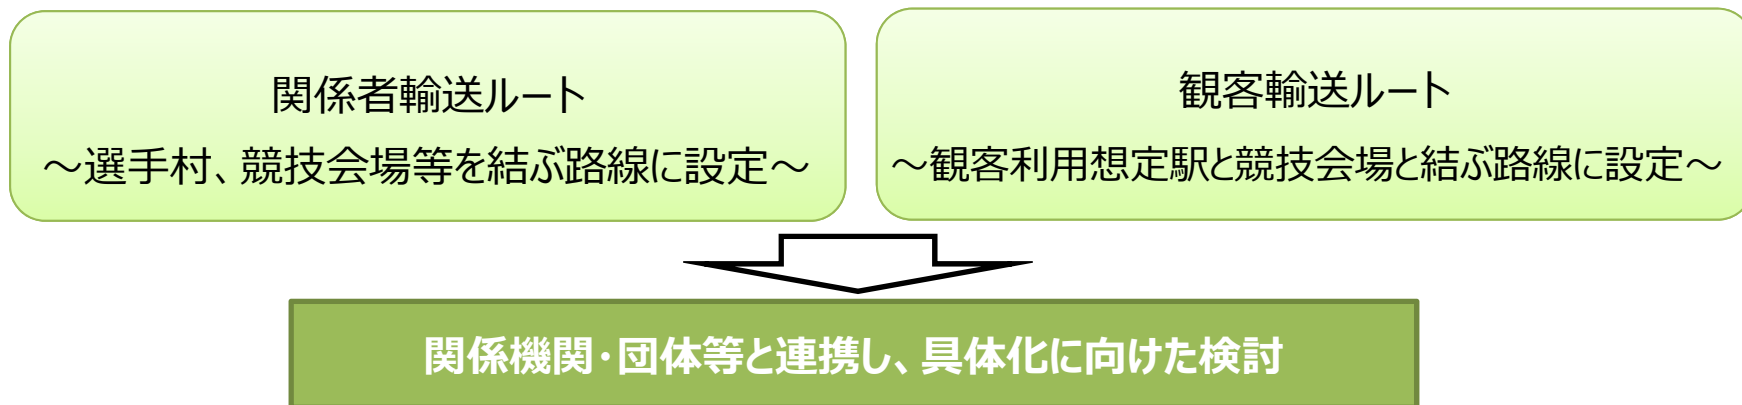 関係者輸送ルート
～選手村、競技会場等を結ぶ路線に設定～
観客輸送ルート
～観客利用想定駅と競技会場と結ぶ路線に設定～
関係機関・団体等と連携し、具体化に向けた検討